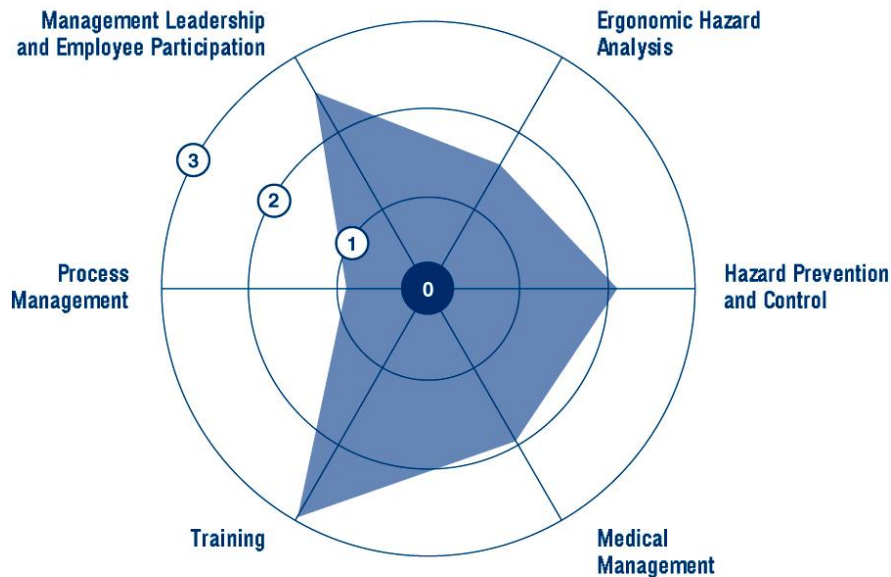 Management Leadership
and Employee Participation
Ergonomic Hazard
Analysis
3
2
1
Process
Management
0
Hazard Prevention
and Control
Training
Medical
Management